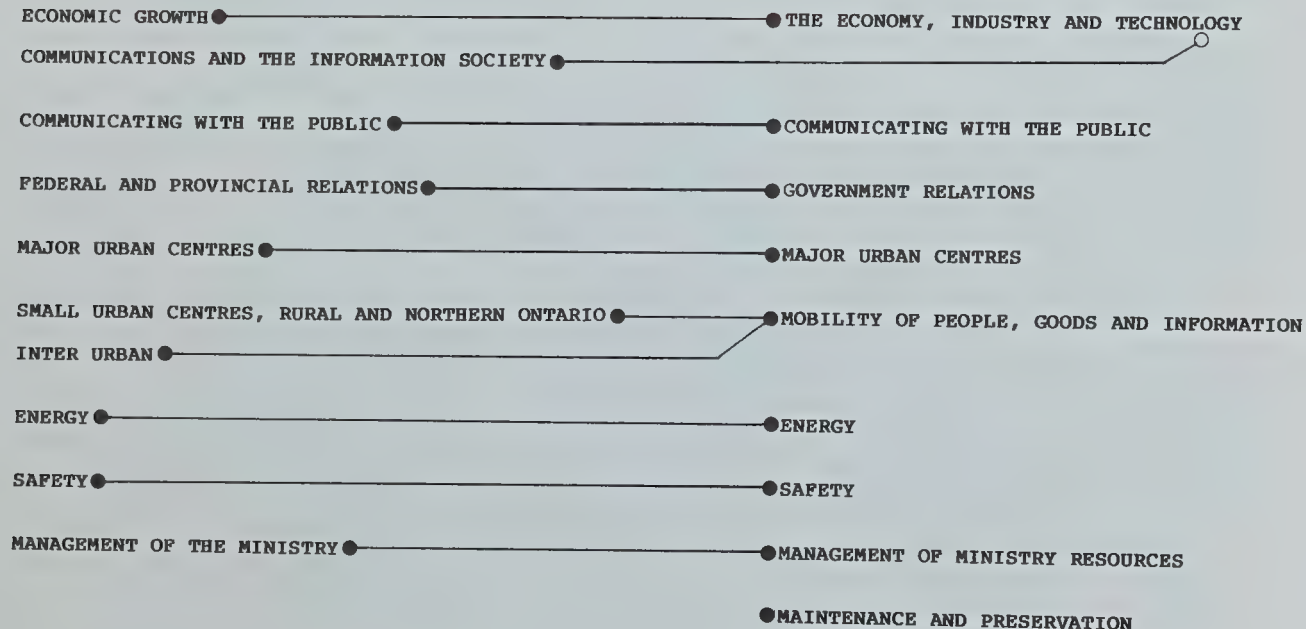 ECONOMIC GROWTH THE ECONOMY, INDUSTRY AND TECHNOLOGY
COMMUNICATIONS AND THE INFORMATION SOCIETY
COMMUNICATING WITH THE PUBLIC COMMUNICATING WITH THE PUBLIC
FEDERAL AND PROVINCIAL RELATIONS GOVERNMENT RELATIONS
MAJOR URBAN CENTRES MAJOR URBAN CENTRES
SMALL URBAN CENTRES, RURAL AND NORTHERN ONTARIO MOBILITY OF PEOPLE, GOODS AND INFORMATION
INTER URBAN
ENERGY ENERGY
SAFETY SAFETY
MANAGEMENT OF THE MINISTRY MANAGEMENT OF MINISTRY RESOURCES
MAINTENANCE AND PRESERVATION